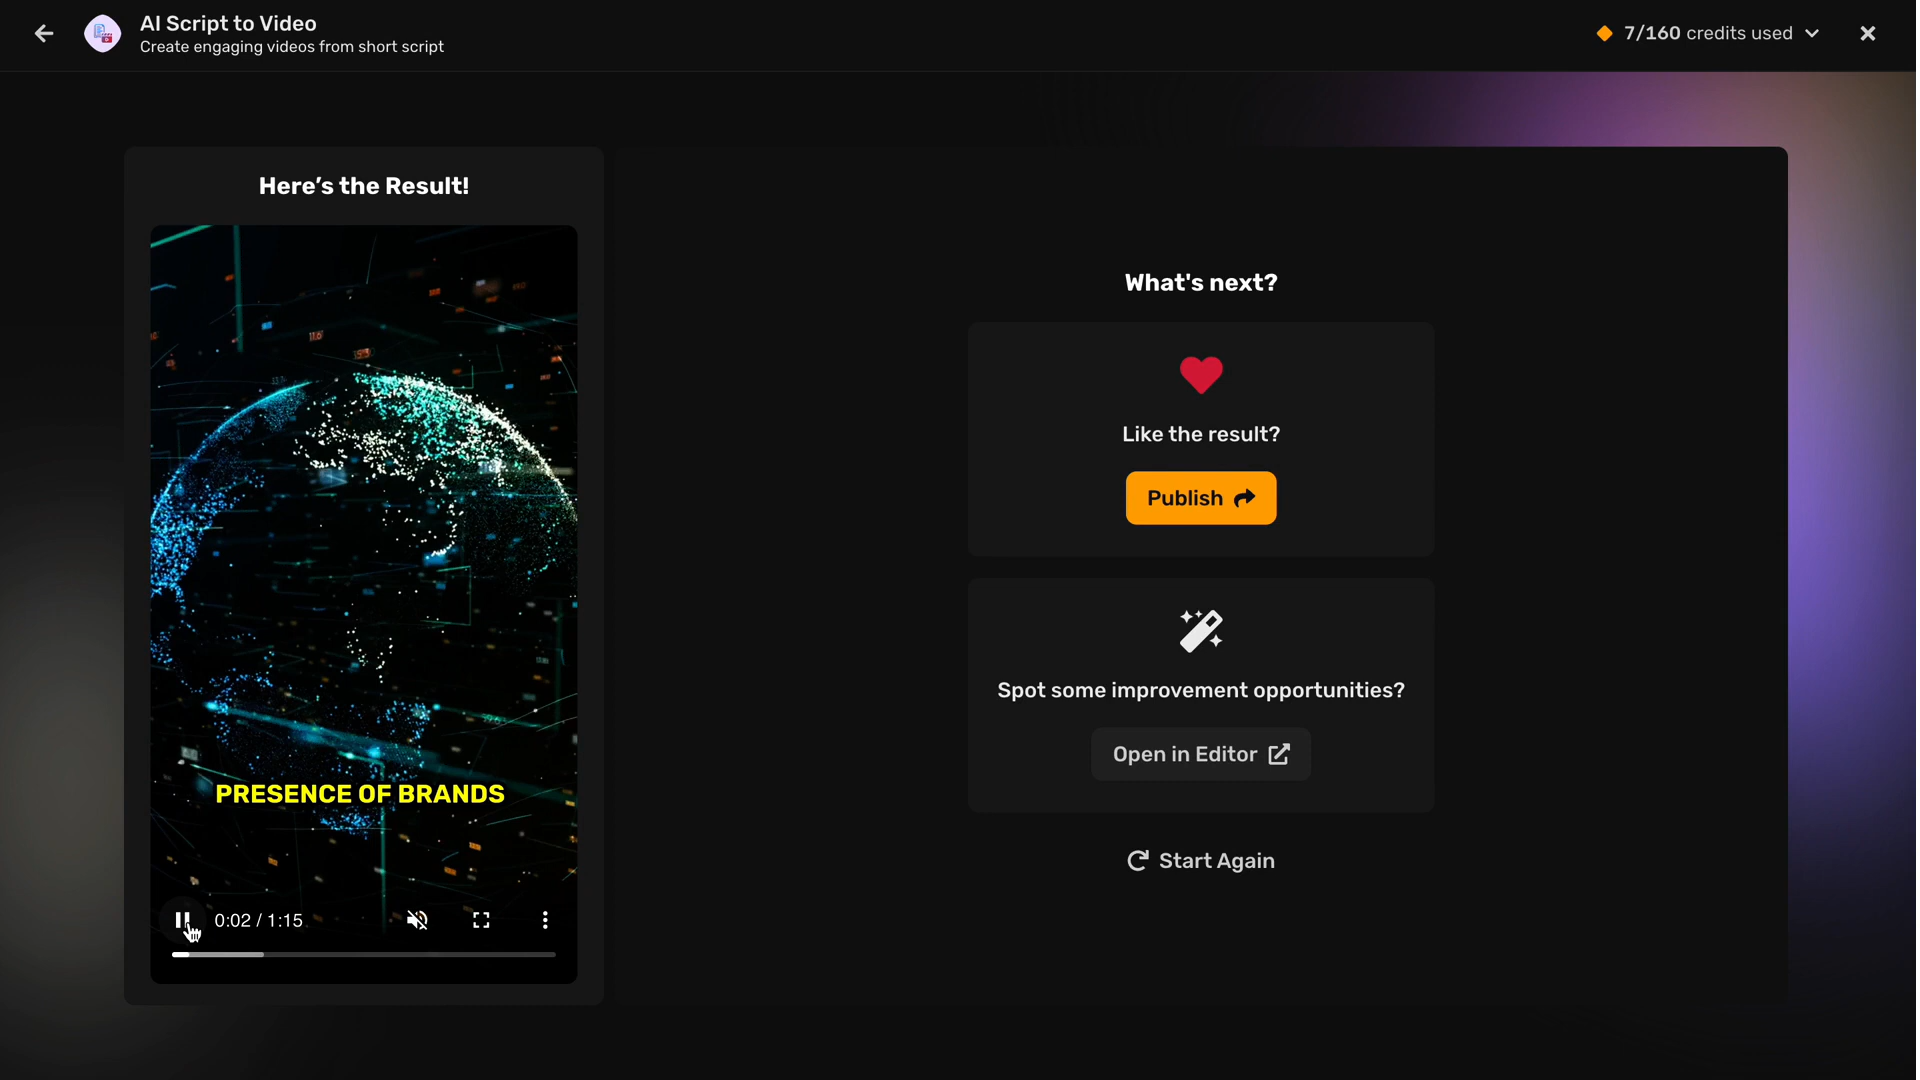 AI Script to Video
Create engaging videos from short script
7/160 credits used
Here's the Result!
PRESENCE OF BRANDS
0:02 / 1:15
What's next?
Like the result?
Publish
Spot some improvement opportunities?
Open in Editor
Start Again